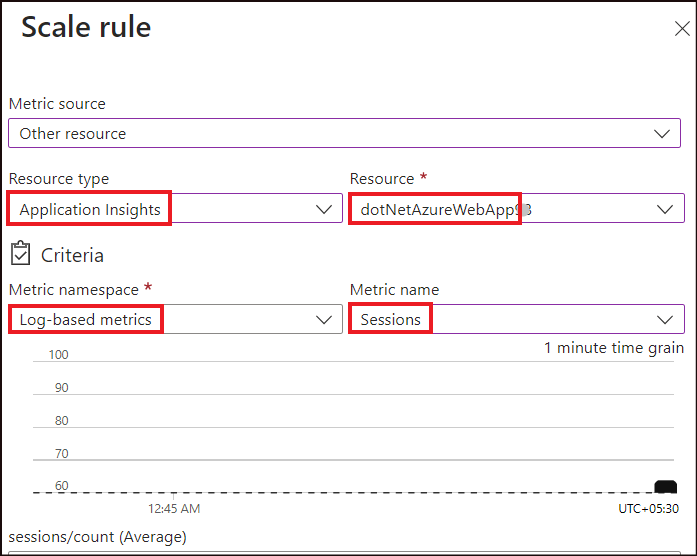 Scale rule
Metric source
Other resource
Resource type
Resource *
Application Insights
dotNetAzureWebApp
Criteria
Metric namespace *
Metric name
Log-based metrics
Sessions
1 minute time grain
100
90
80
70
60
12:45 AM
UTC+05:30
sessions/count (Average)